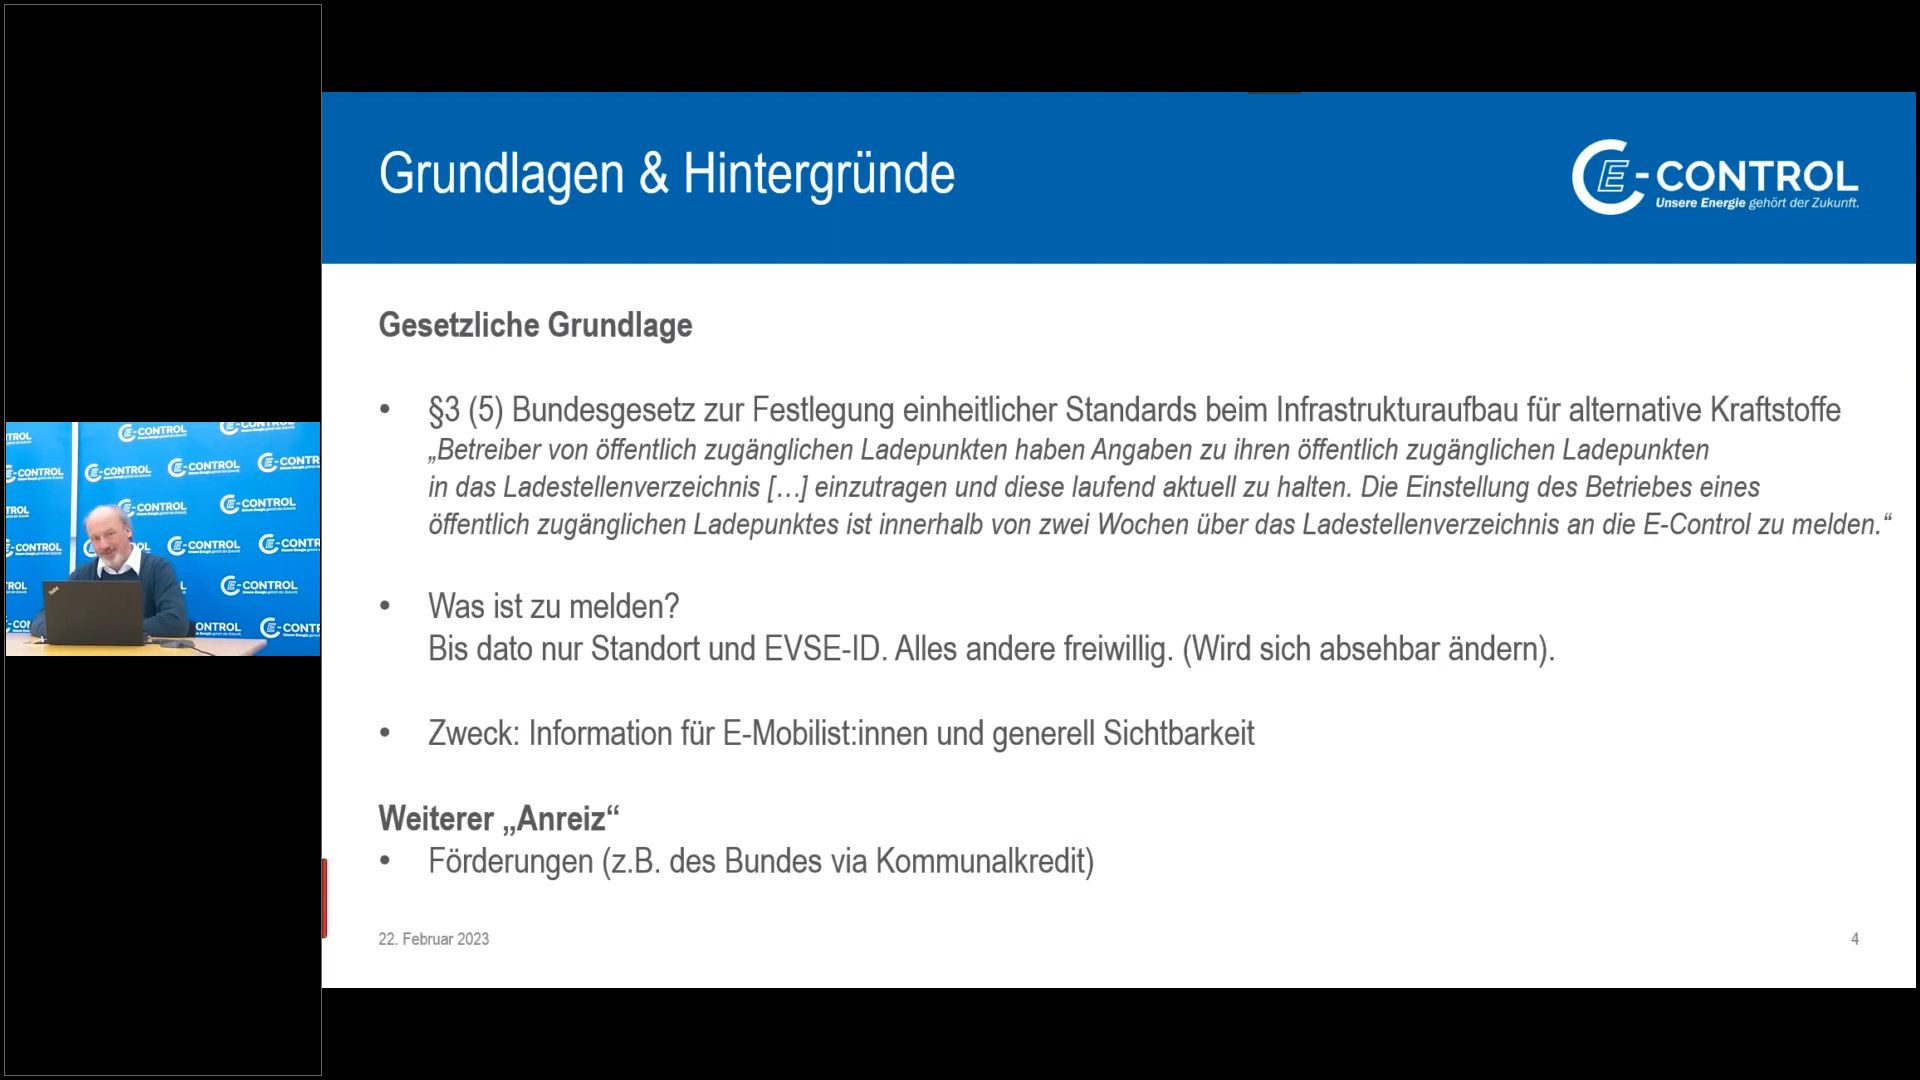 Grundlagen & Hintergründe
E-CONTROL
Unsere Energie gehört der Zukunft.
Gesetzliche Grundlage
• §3 (5) Bundesgesetz zur Festlegung einheitlicher Standards beim Infrastrukturaufbau für alternative Kraftstoffe
„Betreiber von öffentlich zugänglichen Ladepunkten haben Angaben zu ihren öffentlich zugänglichen Ladepunkten
in das Ladestellenverzeichnis […] einzutragen und diese laufend aktuell zu halten. Die Einstellung des Betriebes eines
öffentlich zugänglichen Ladepunktes ist innerhalb von zwei Wochen über das Ladestellenverzeichnis an die E-Control zu melden.“
• Was ist zu melden?
Bis dato nur Standort und EVSE-ID. Alles andere freiwillig. (Wird sich absehbar ändern).
• Zweck: Information für E-Mobilist:innen und generell Sichtbarkeit
Weiterer „Anreiz“
• Förderungen (z.B. des Bundes via Kommunalkredit)
22. Februar 2023
4